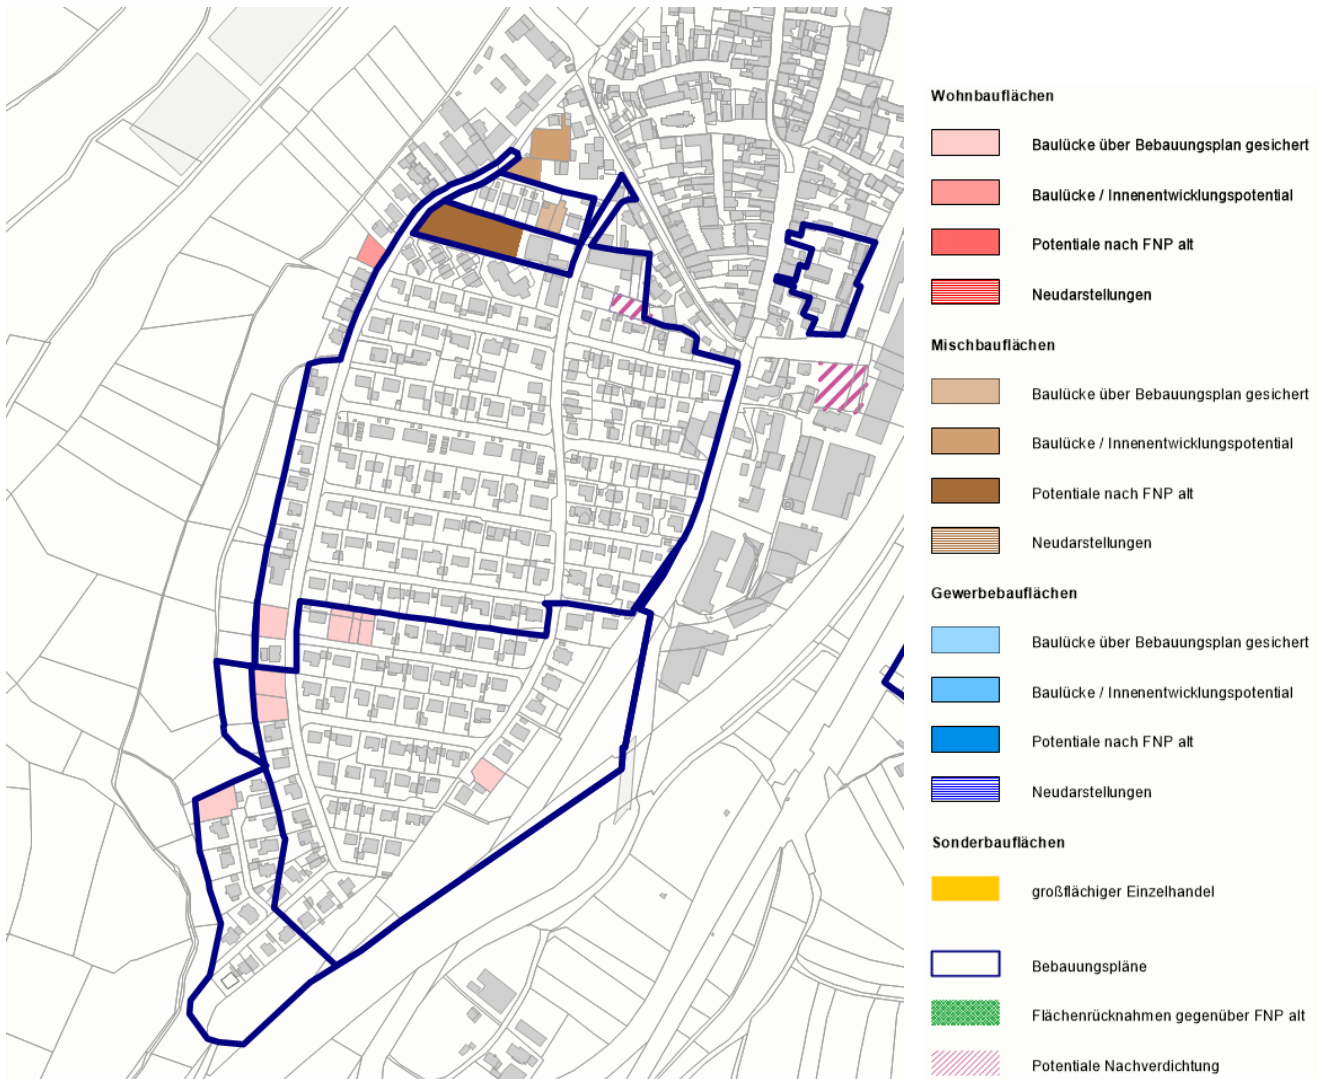 Wohnbauflächen
Baulücke über Bebauungsplan gesichert
Baulücke / Innenentwicklungspotential
Potentiale nach FNP alt
Neudarstellungen
Mischbauflächen
Baulücke über Bebauungsplan gesichert
Baulücke / Innenentwicklungspotential
Potentiale nach FNP alt
Neudarstellungen
Gewerbebauflächen
Baulücke über Bebauungsplan gesichert
Baulücke / Innenentwicklungspotential
Potentiale nach FNP alt
Neudarstellungen
Sonderbauflächen
großflächiger Einzelhandel
Bebauungspläne
Flächenrücknahmen gegenüber FNP alt
Potentiale Nachverdichtung